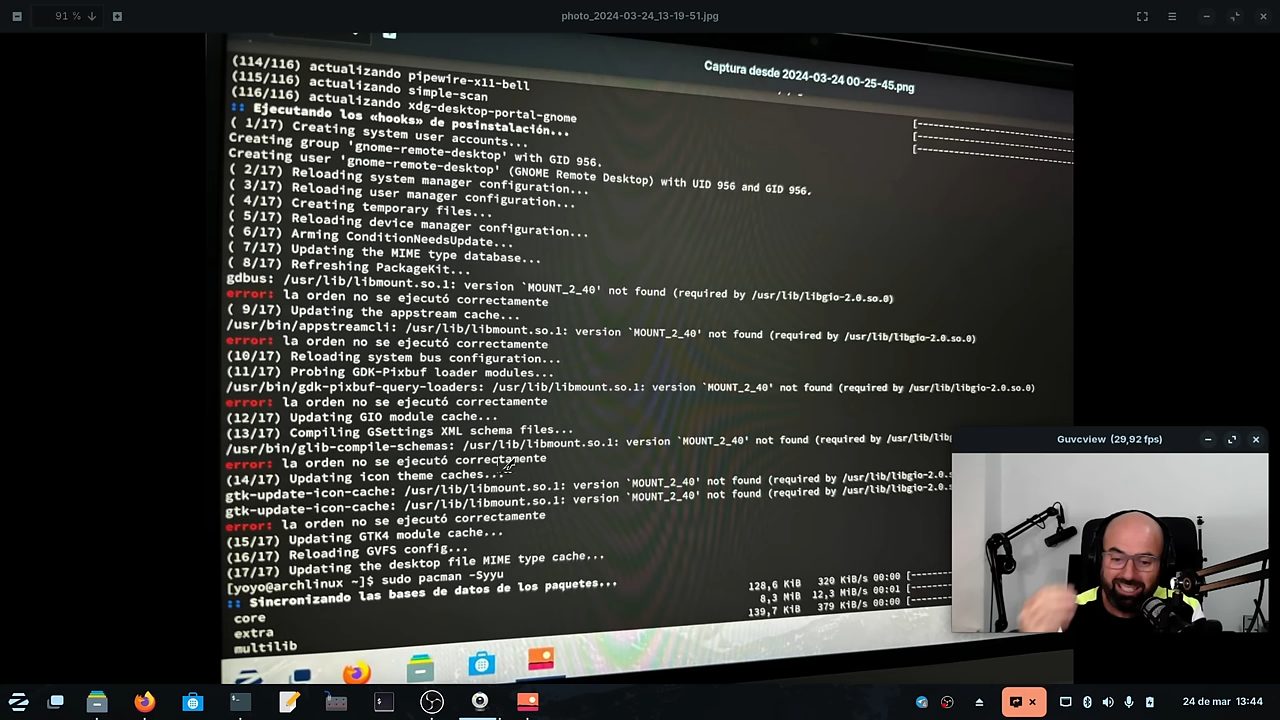 91 %
photo_2024-03-24_13-19-51.jpg
Captura desde 2024-03-24 00-25-45.png
(114/116) actualizando pipewire-x11-bell
(115/116) actualizando simple-scan
(116/116) actualizando xdg-desktop-portal-gnome
:: Ejecutando los «hooks» de posinstalación...
( 1/17) Creating system user accounts...
Creating group 'gnome-remote-desktop' with GID 956.
Creating user 'gnome-remote-desktop' (GNOME Remote Desktop) with UID 956 and GID 956.
( 2/17) Reloading system manager configuration...
( 3/17) Reloading user manager configuration...
( 4/17) Creating temporary files...
( 5/17) Reloading device manager configuration...
( 6/17) Arming ConditionNeedsUpdate...
( 7/17) Updating the MIME type database...
( 8/17) Refreshing PackageKit...
gdbus: /usr/lib/libmount.so.1: version `MOUNT_2_40' not found (required by /usr/lib/libgio-2.0.so.0)
error: la orden no se ejecutó correctamente
( 9/17) Updating the appstream cache...
/usr/bin/appstreamcli: /usr/lib/libmount.so.1: version `MOUNT_2_40' not found (required by /usr/lib/libgio-2.0.so.0)
error: la orden no se ejecutó correctamente
(10/17) Reloading system bus configuration...
(11/17) Probing GDK-Pixbuf loader modules...
/usr/bin/gdk-pixbuf-query-loaders: /usr/lib/libmount.so.1: version `MOUNT_2_40' not found (required by /usr/lib/libgio-2.0.so.0)
error: la orden no se ejecutó correctamente
(12/17) Updating GIO module cache...
(13/17) Compiling GSettings XML schema files...
/usr/bin/glib-compile-schemas: /usr/lib/libmount.so.1: version `MOUNT_2_40' not found (required by /usr/lib/lib
error: la orden no se ejecutó correctamente
(14/17) Updating icon theme caches...
gtk-update-icon-cache: /usr/lib/libmount.so.1: version `MOUNT_2_40' not found (required by /usr/lib/libgio-2.0.s
gtk-update-icon-cache: /usr/lib/libmount.so.1: version `MOUNT_2_40' not found (required by /usr/lib/libgio-2.0.s
error: la orden no se ejecutó correctamente
(15/17) Updating GTK4 module cache...
(16/17) Reloading GVFS config...
(17/17) Updating the desktop file MIME type cache...
[yoyo@archlinux ~]$ sudo pacman -Syyu
:: Sincronizando las bases de datos de los paquetes...
core 128,6 KiB 320 KiB/s 00:00 [
extra 8,3 MiB 12,3 MiB/s 00:01 [
multilib 139,7 KiB 379 KiB/s 00:00 [
Guvcview (29,92 fps)
24 de mar 13:44